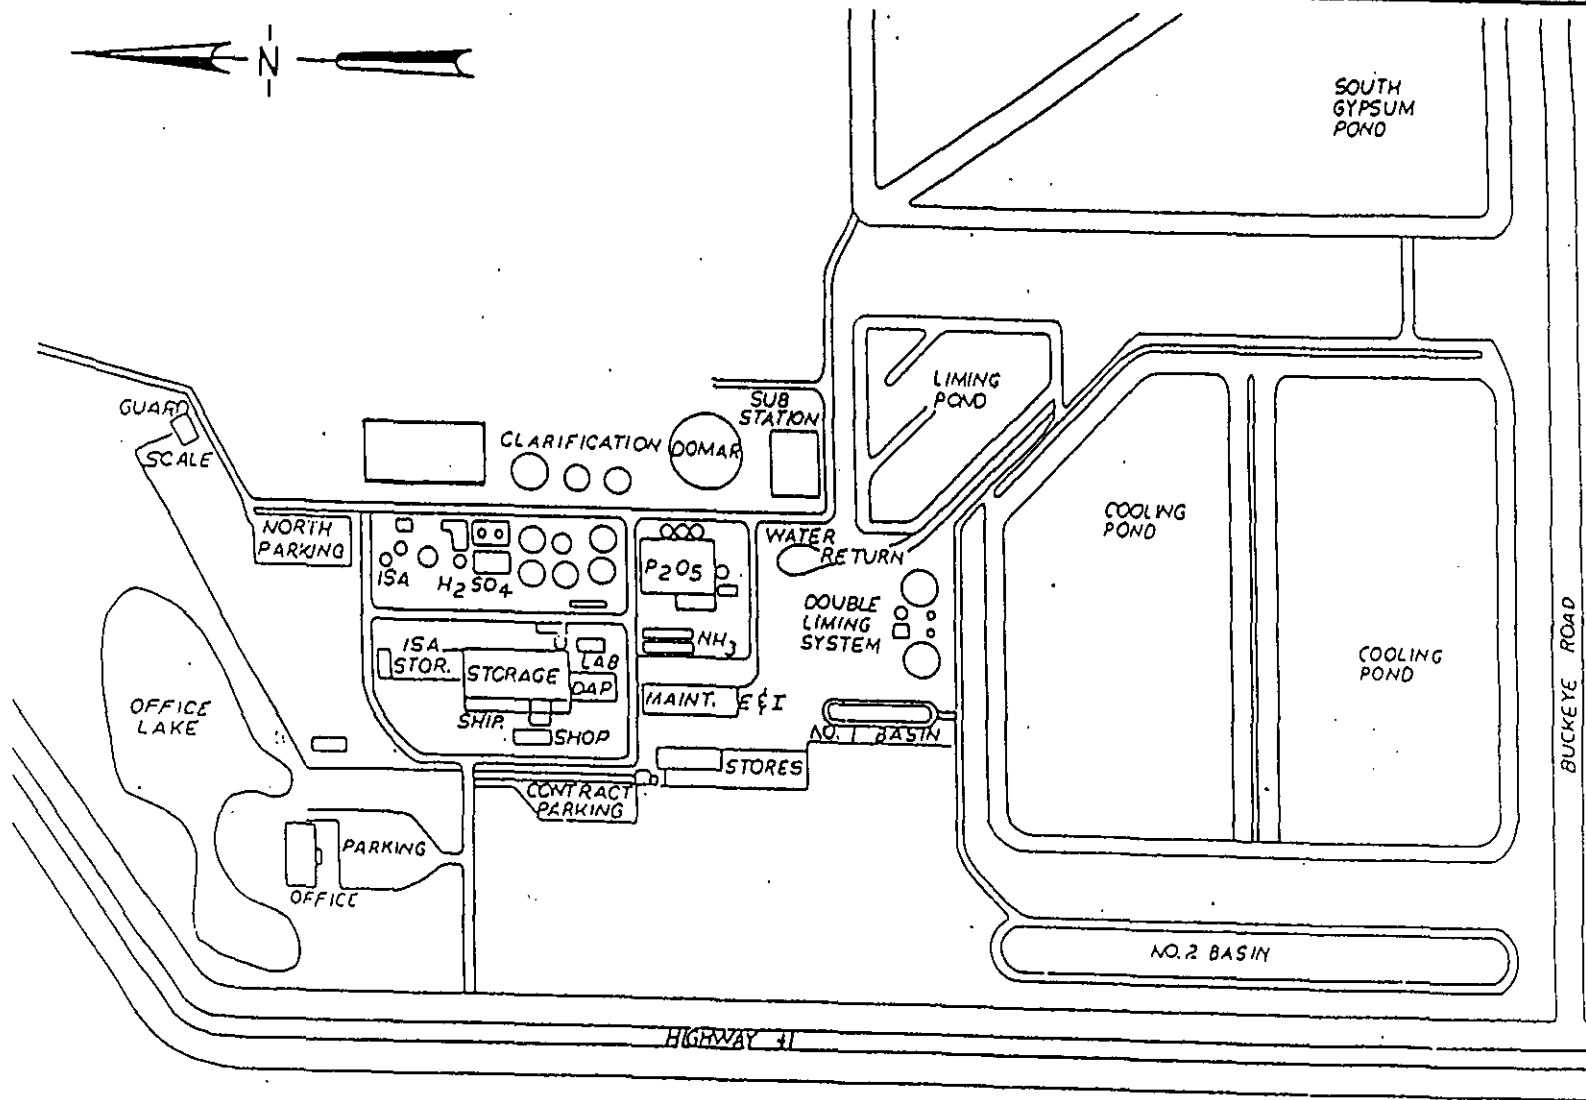 N
SOUTH
GYPSUM
POND
GUARD
SCALE
CLARIFICATION
DOMAR
SUB
STATION
LIMING
POND
NORTH
PARKING
ISA
H2SO4
P2O5
WATER
RETURN
COOLING
POND
DOUBLE
LIMING
SYSTEM
NH3
ISA
STOR.
STORAGE
LAB
DAP
MAINT.
E&I
SHIP.
SHOP
NO. 1 BASIN
STORES
CONTRACT
PARKING
COOLING
POND
BUCKEYE ROAD
OFFICE
LAKE
PARKING
OFFICE
NO. 2 BASIN
HIGHWAY 41